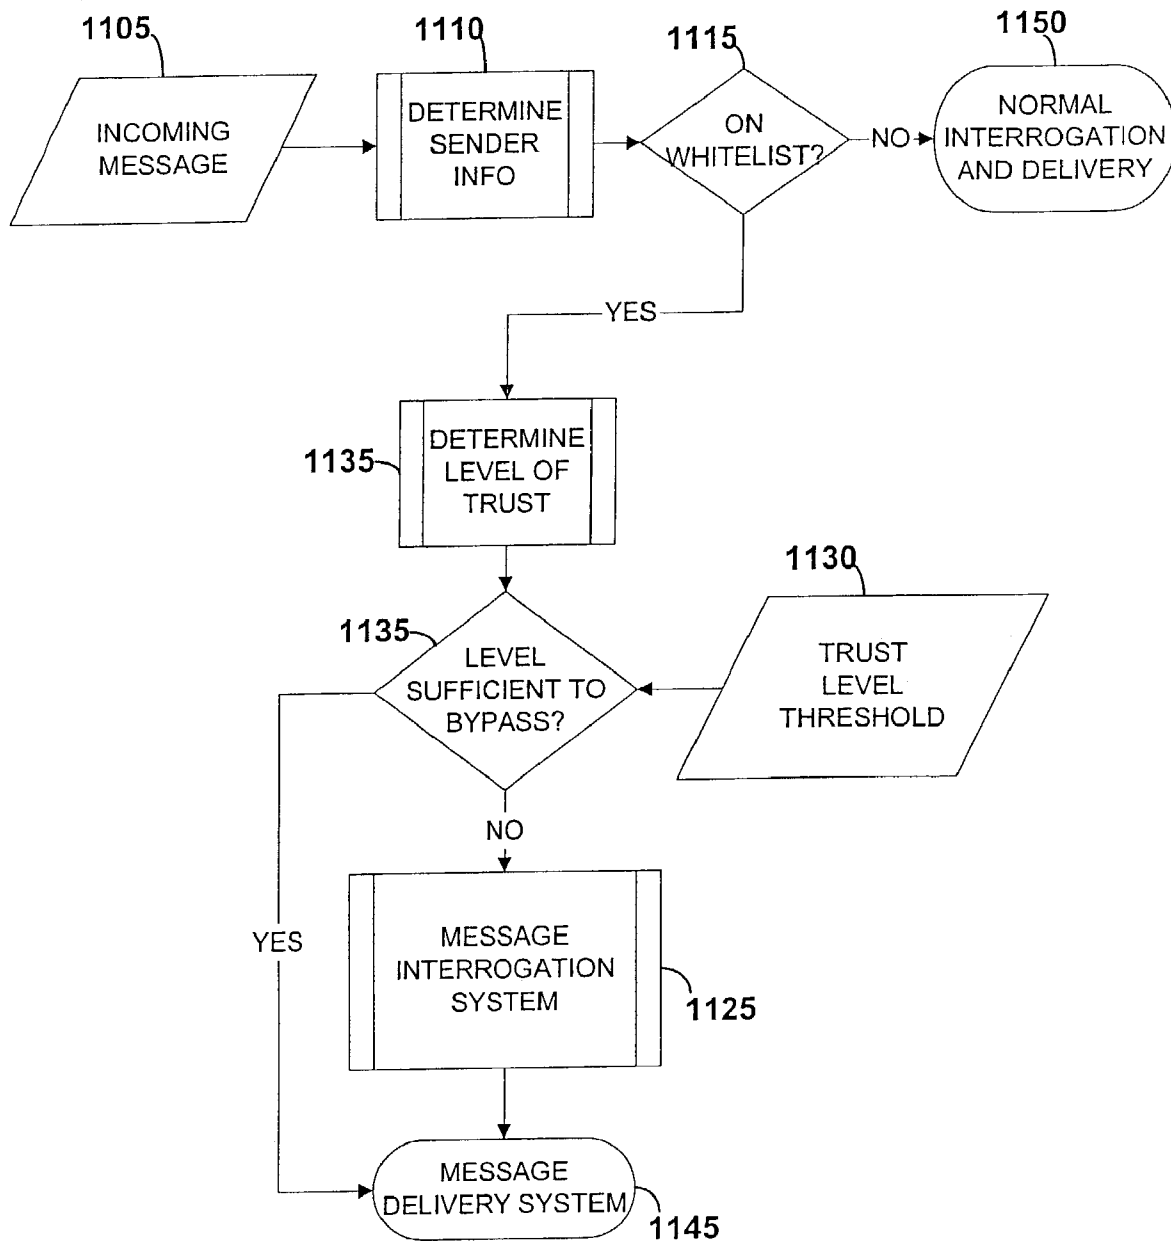 1105
1110
1115
1150
INCOMING
MESSAGE
DETERMINE
SENDER
INFO
ON
WHITELIST?
NO
NORMAL
INTERROGATION
AND DELIVERY
YES
1135
DETERMINE
LEVEL OF
TRUST
1130
1135
LEVEL
SUFFICIENT TO
BYPASS?
TRUST
LEVEL
THRESHOLD
NO
YES
MESSAGE
INTERROGATION
SYSTEM
1125
MESSAGE
DELIVERY SYSTEM
1145